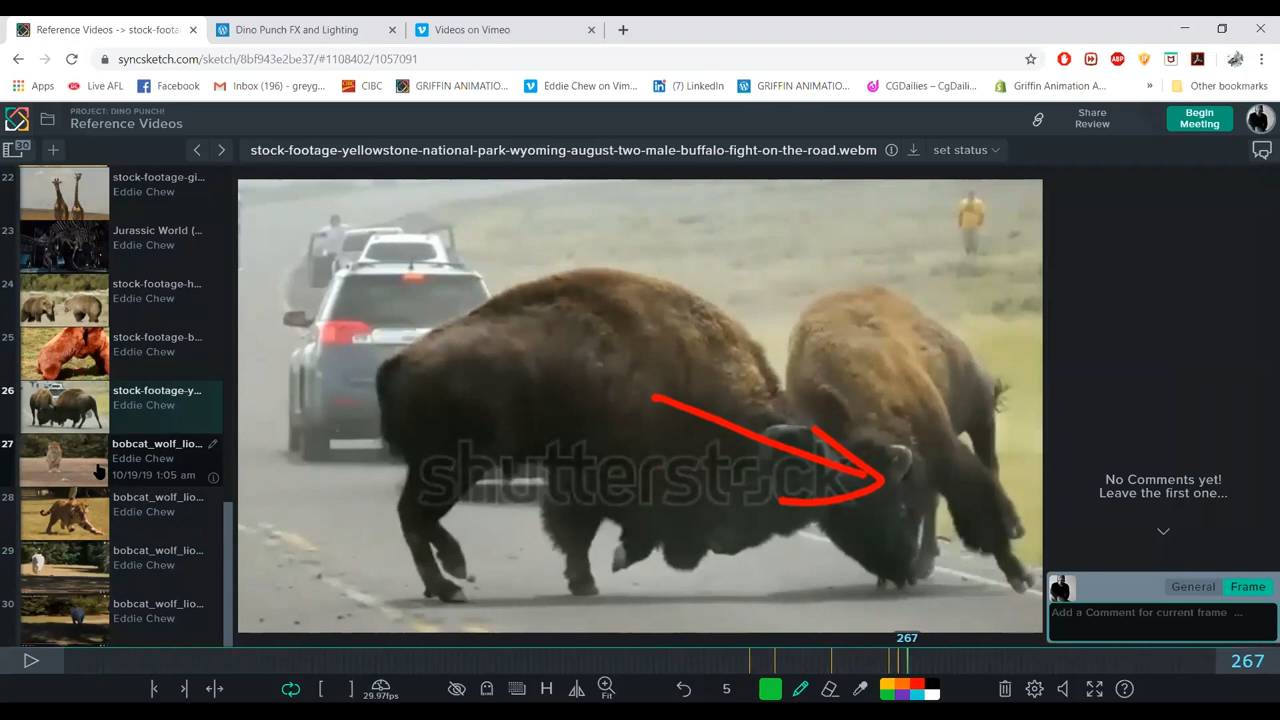 Reference Videos -> stock-foota
Dino Punch FX and Lighting
Videos on Vimeo
syncsketch.com/sketch/8bf943e2be37/#1108402/1057091
Apps
Live AFL
Facebook
Inbox (196) - greyg...
CIBC
GRIFFIN ANIMATIO...
Eddie Chew on Vim...
(7) LinkedIn
GRIFFIN ANIMATIO...
CGDailies – CgDaili...
Griffin Animation A...
»
Other bookmarks
PROJECT: DINO PUNCH!
Reference Videos
Share
Review
Begin
Meeting
30
stock-footage-yellowstone-national-park-wyoming-august-two-male-buffalo-fight-on-the-road.webm
set status
22
stock-footage-gi...
Eddie Chew
23
Jurassic World (...
Eddie Chew
24
stock-footage-h...
Eddie Chew
25
stock-footage-b...
Eddie Chew
26
stock-footage-y...
Eddie Chew
27
bobcat_wolf_lio...
Eddie Chew
10/19/19 1:05 am
28
bobcat_wolf_lio...
Eddie Chew
29
bobcat_wolf_lio...
Eddie Chew
30
bobcat_wolf_lio...
Eddie Chew
shutterstock
No Comments yet!
Leave the first one...
General
Frame
Add a Comment for current frame ...
267
267
29.97fps
H
Fit
5